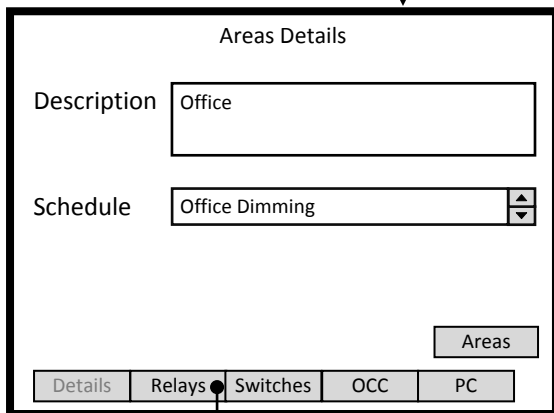 Areas Details
Description Office
Schedule Office Dimming
Areas
Details Relays Switches OCC PC